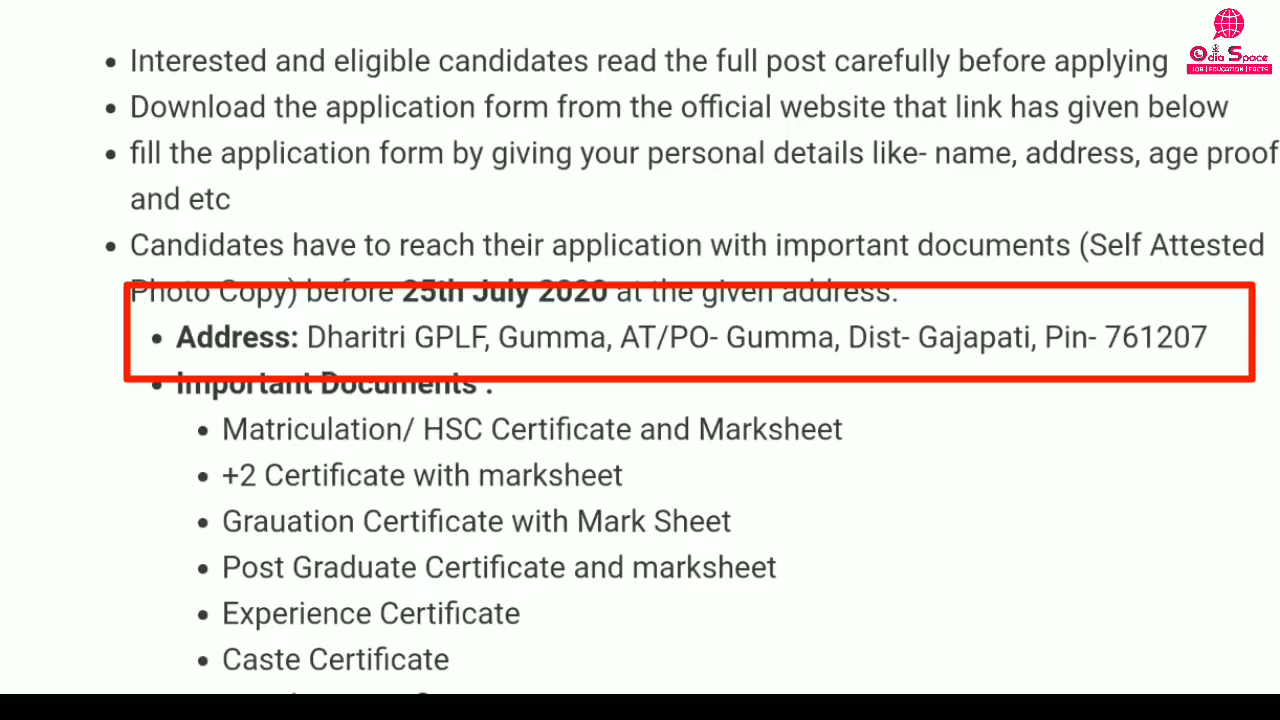 Odia Space
JOB | EDUCATION | FACTS
Interested and eligible candidates read the full post carefully before applying
Download the application form from the official website that link has given below
fill the application form by giving your personal details like- name, address, age proof
and etc
Candidates have to reach their application with important documents (Self Attested
Photo Copy) before 25th July 2020 at the given address.
Address: Dharitri GPLF, Gumma, AT/PO- Gumma, Dist- Gajapati, Pin- 761207
Important Documents :
Matriculation/ HSC Certificate and Marksheet
+2 Certificate with marksheet
Grauation Certificate with Mark Sheet
Post Graduate Certificate and marksheet
Experience Certificate
Caste Certificate